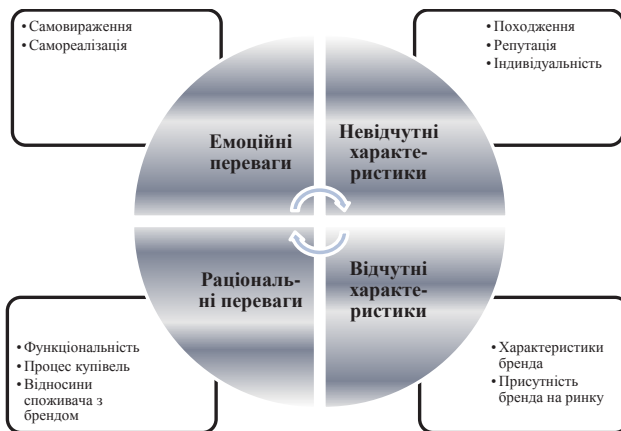 • Самовираження
• Самореалізація
• Походження
• Репутація
• Індивідуальність
Емоційні
переваги
Невідчутні
характе-
ристики
Раціональ-
ні переваги
Відчутні
характе-
ристики
• Функціональність
• Процес купівель
• Відносини
споживача з
брендом
• Характеристики
бренда
• Присутність
бренда на ринку